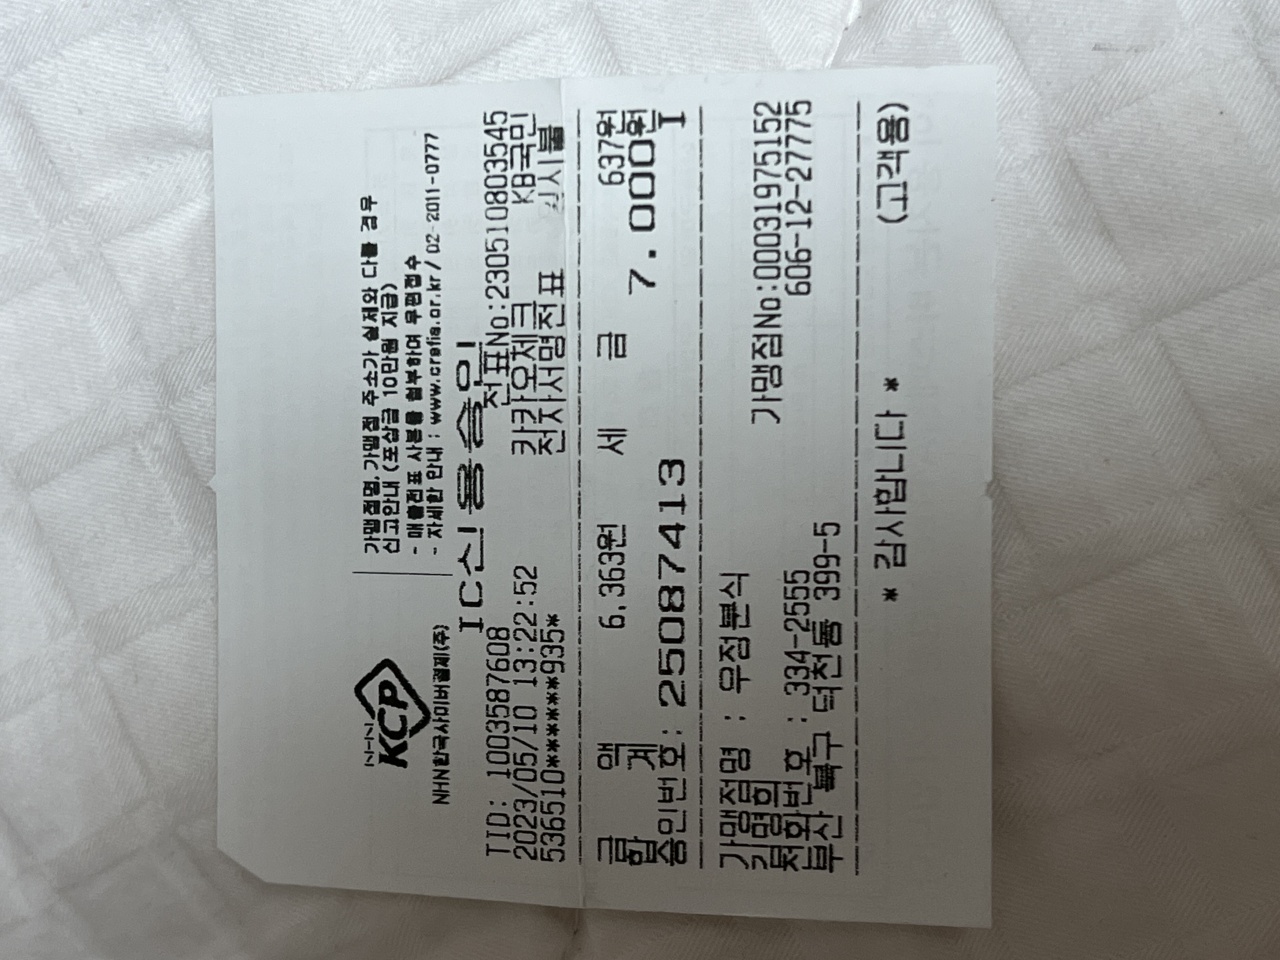 NHN
KCP
NHN한국사이버결제(주)
가맹점명, 가맹점 주소가 실제와 다를 경우
신고안내 (포상금 10만원 지급)
- 매출전표 사본을 첨부하여 우편접수
- 자세한 안내 : www.crefia.or.kr / 02-2011-0777
IC신용승인
TID: 1003587608 전표No:230510803545
2023/05/10 13:22:52 카카오체크 KB국민
536510******935* 전자서명전표 일시불
금 액 6.363원 세 금 637원
합 계 7.000원
승인번호: 25087413 I
가맹점명 : 우정분식
김명희 가맹점No:00031975152
전화번호 : 334-2555 606-12-27775
부산 북구 덕천동 399-5
* 감사합니다 * (고객용)